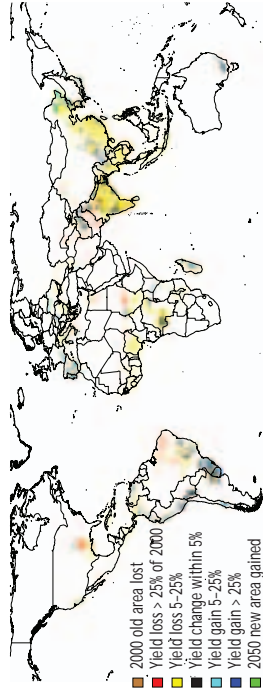 2000 old area lost
Yield loss > 25% of 2000
Yield loss 5–25%
Yield change within 5%
Yield gain 5–25%
Yield gain > 25%
2050 new area gained